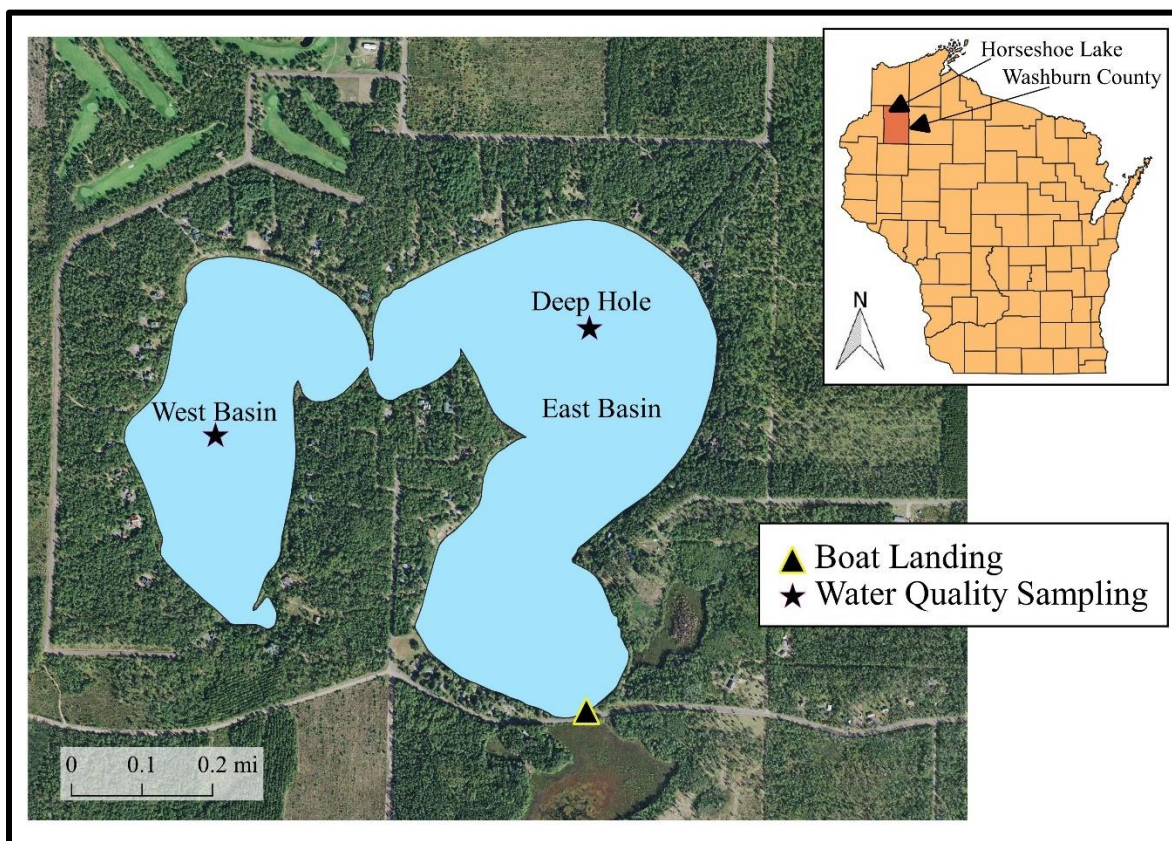 Horseshoe Lake
Washburn County
N
Deep Hole
East Basin
West Basin
Boat Landing
Water Quality Sampling
0 0.1 0.2 mi